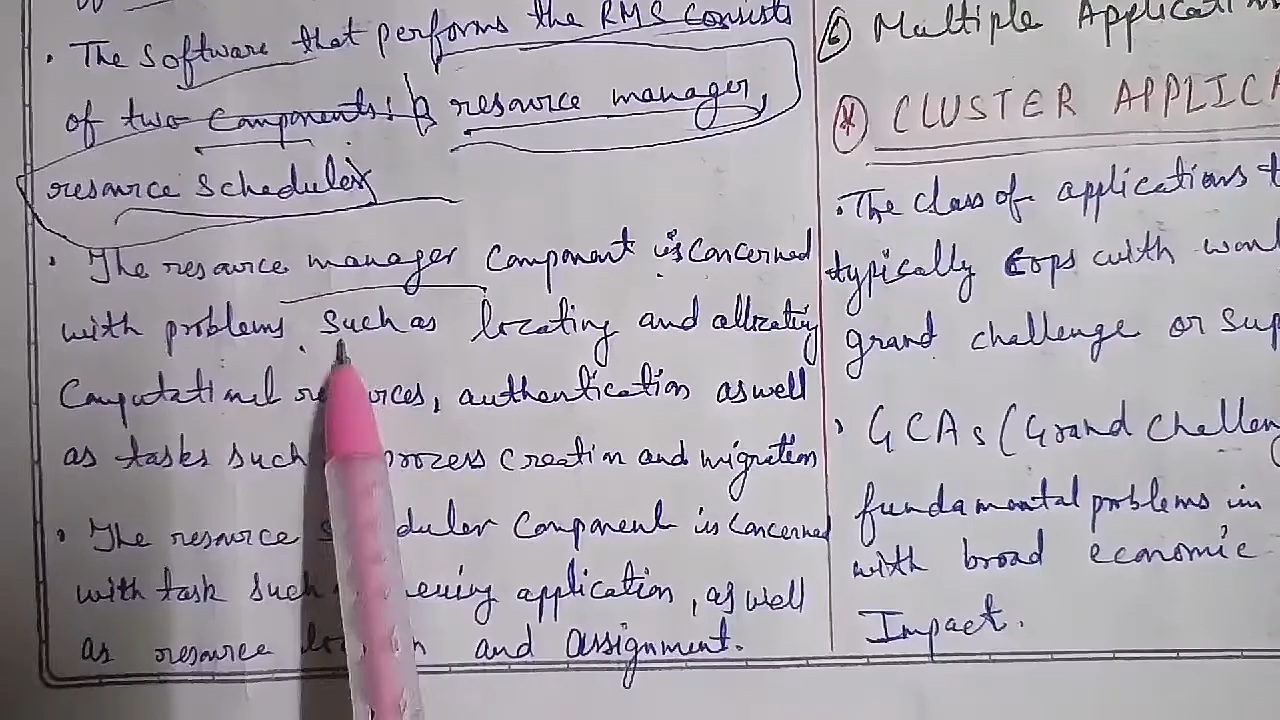 • The software that performs the RMS consists
of two components: resource manager,
resource scheduler
• The resource manager component is concerned
with problems such as locating and allocating
Computational resources, authentication as well
as tasks such process creation and migration
• The resource scheduler component is concerned
with task such application, as well
as resource and assignment.
⑥ Multiple
CLUSTER
• The class of applications
typically cops with
grand challenge or
• GCAs (Grand
fundamental problems in
with broad economic
Impact.